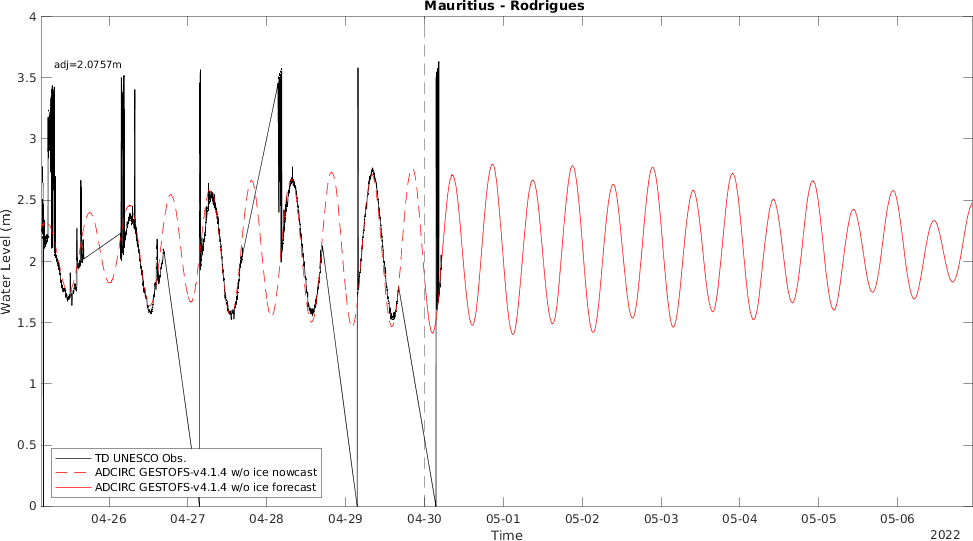 Mauritius - Rodrigues
adj=2.0757m
4
3.5
3
2.5
2
1.5
1
0.5
0
Water Level (m)
TD UNESCO Obs.
ADCIRC GESTOFS-v4.1.4 w/o ice nowcast
ADCIRC GESTOFS-v4.1.4 w/o ice forecast
04-26 04-27 04-28 04-29 04-30 05-01 05-02 05-03 05-04 05-05 05-06
Time
2022